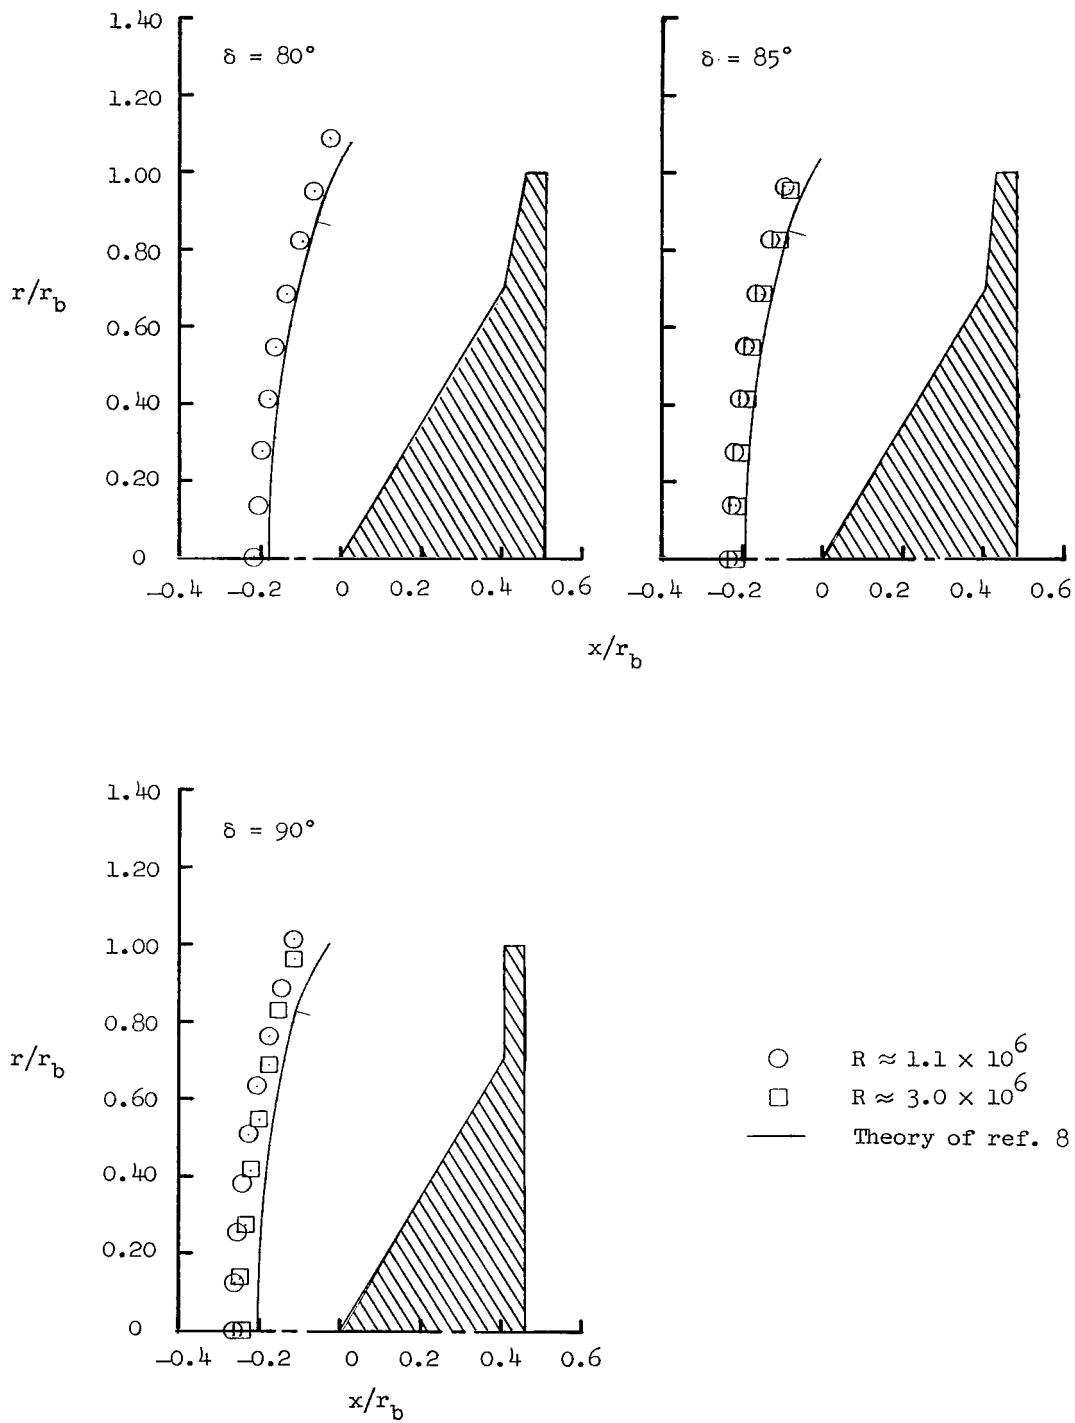 δ = 80°
1.40
1.20
1.00
0.80
0.60
0.40
0.20
0
r/r_b
-0.4 -0.2 0 0.2 0.4 0.6
δ = 85°
-0.4 -0.2 0 0.2 0.4 0.6
x/r_b
δ = 90°
1.40
1.20
1.00
0.80
0.60
0.40
0.20
0
r/r_b
-0.4 -0.2 0 0.2 0.4 0.6
x/r_b
R ≈ 1.1 × 10^6
R ≈ 3.0 × 10^6
Theory of ref. 8